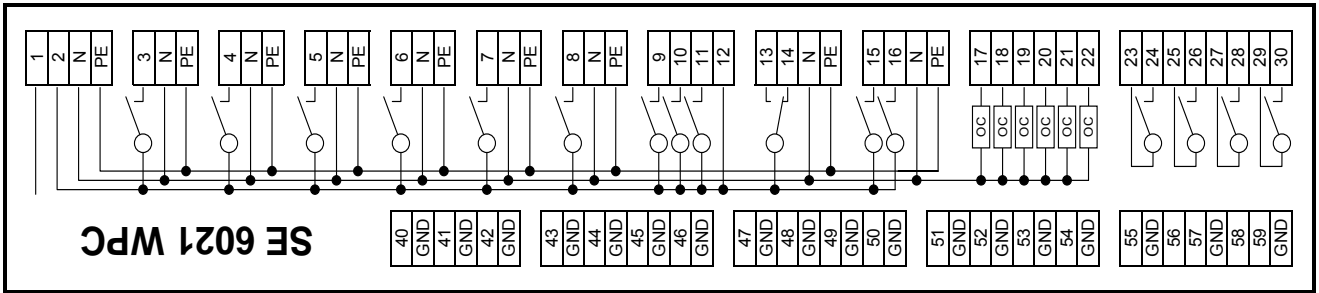 1 2 N PE 3 N PE 4 N PE 5 N PE 6 N PE 7 N PE 8 N PE 9 10 11 12 13 14 N PE 15 16 N PE 17 18 19 20 21 22 23 24 25 26 27 28 29 30
OC OC OC OC OC OC
SE 6021 WPC
40 GND 41 GND 42 GND 43 GND 44 GND 45 GND 46 GND 47 GND 48 GND 49 GND 50 GND 51 GND 52 GND 53 GND 54 GND 55 GND 56 57 GND 58 59 GND